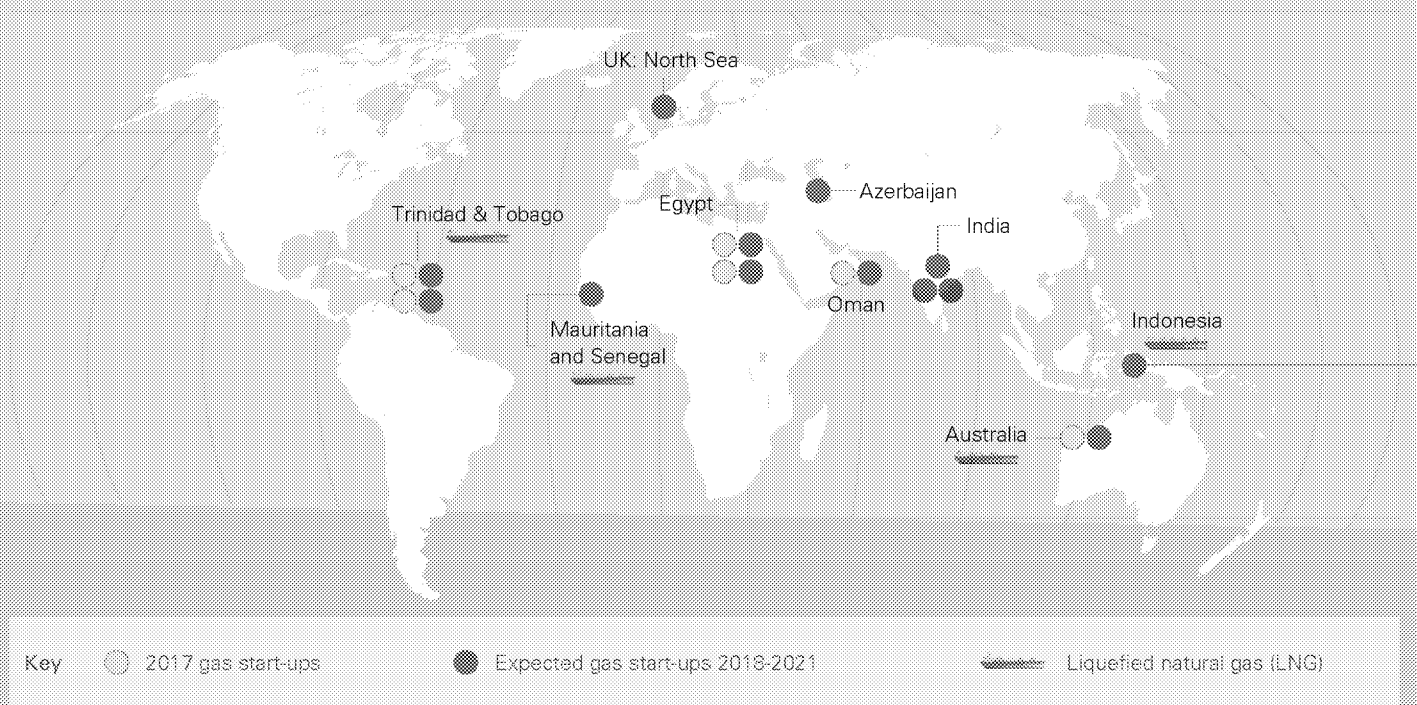 UK: North Sea
Azerbaijan
Egypt
Trinidad & Tobago
India
Oman
Mauritania
and Senegal
Indonesia
Australia
Key
2017 gas start-ups
Expected gas start-ups 2018-2021
Liquefied natural gas (LNG)